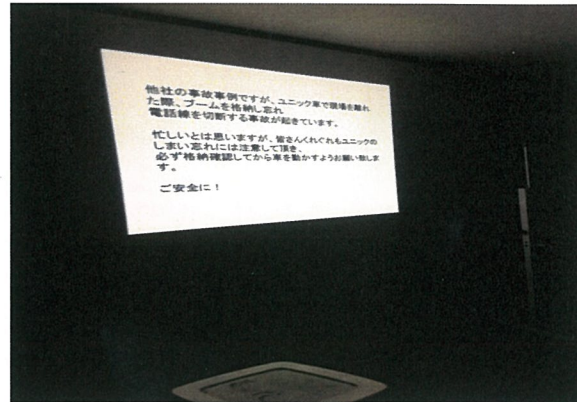 他社の事故事例ですが、ユニック車で現場を離れ
た際、ブームを格納し忘れ
電話線を切断する事故が起きています。
忙しいとは思いますが、皆さんくれぐれもユニックの
しまい忘れには注意して頂き、
必ず格納確認してから車を動かすようお願い致しま
す。
ご安全に！